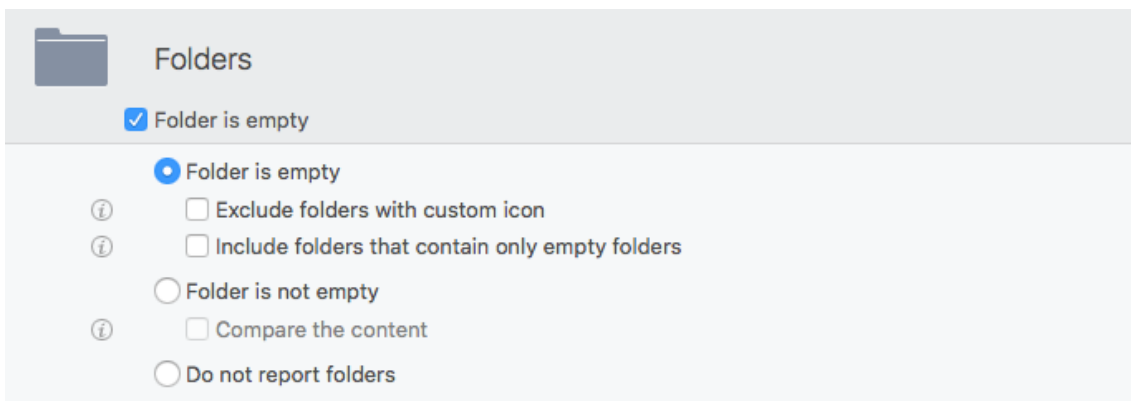 Folders
Folder is empty
Folder is empty
Exclude folders with custom icon
Include folders that contain only empty folders
Folder is not empty
Compare the content
Do not report folders